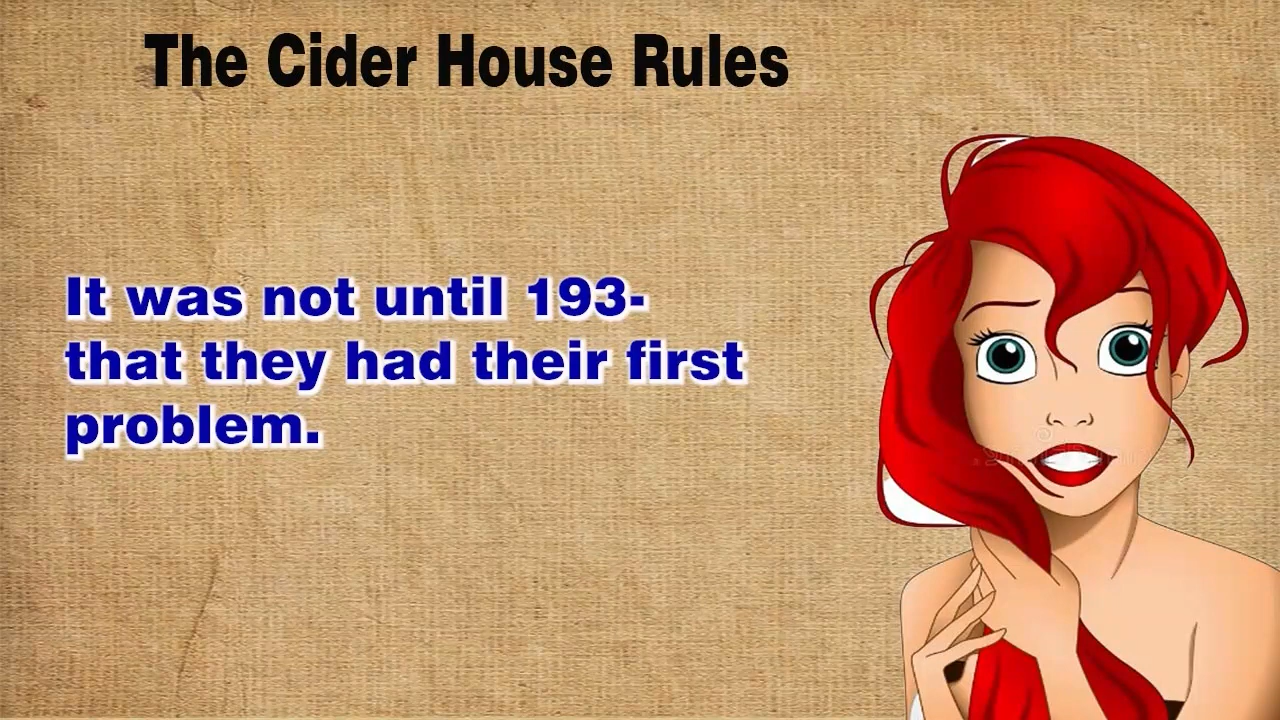 The Cider House Rules
It was not until 193-
that they had their first
problem.